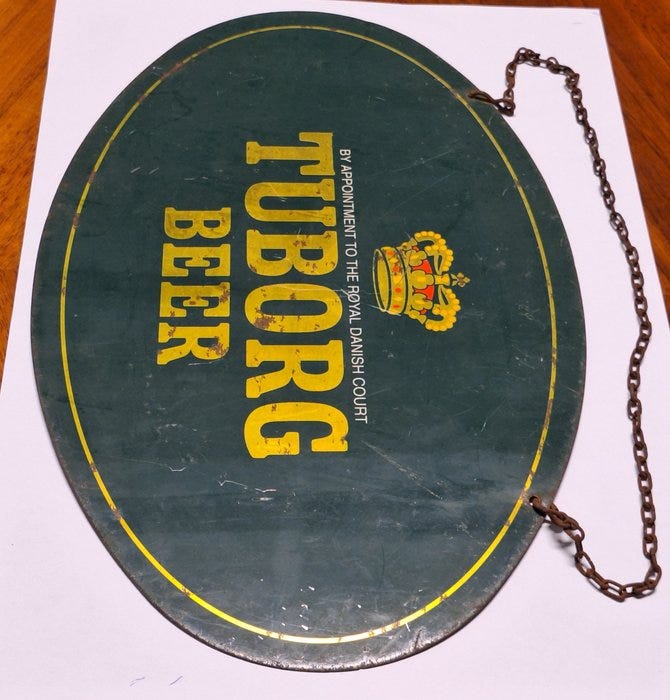 BY APPOINTMENT TO THE RØYAL DANISH COURT
TUBORG
BEER